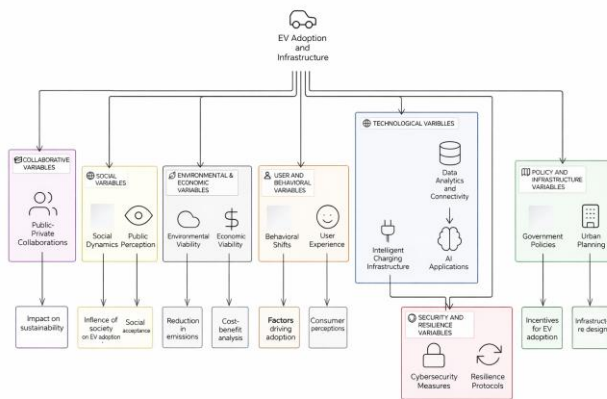 EV Adoption
and
Infrastructure
COLLABORATIVE
VARIABLES
Public-
Private
Collaborations
Impact on
sustainability
SOCIAL
VARIABLES
Social
Dynamics
Public
Perception
Inflence of
society
on EV adoption
Social
acceptance
ENVIRONMENTAL &
ECONOMIC
VARIABLES
Environmental
Viability
Economic
Viability
Reduction
in
emissions
Cost-
benefit
analysis
USER AND
BEHAVIORAL VARIABLES
Behavioral
Shifts
User
Experience
Factors
driving
adoption
Consumer
perceptions
TECHNOLOGICAL VARIBLLES
Data
Analytics
and
Connectivity
Intelligent
Charging
Infrastructure
AI
Applications
SECURITY AND
RESILIENCE VARIABLES
Cybersecurity
Measures
Resilience
Protocols
POLICY AND
INFRASTRUCTURE
VARIABLES
Government
Policies
Urban
Planning
Incentives
for EV
adoption
Infrastructu
re design